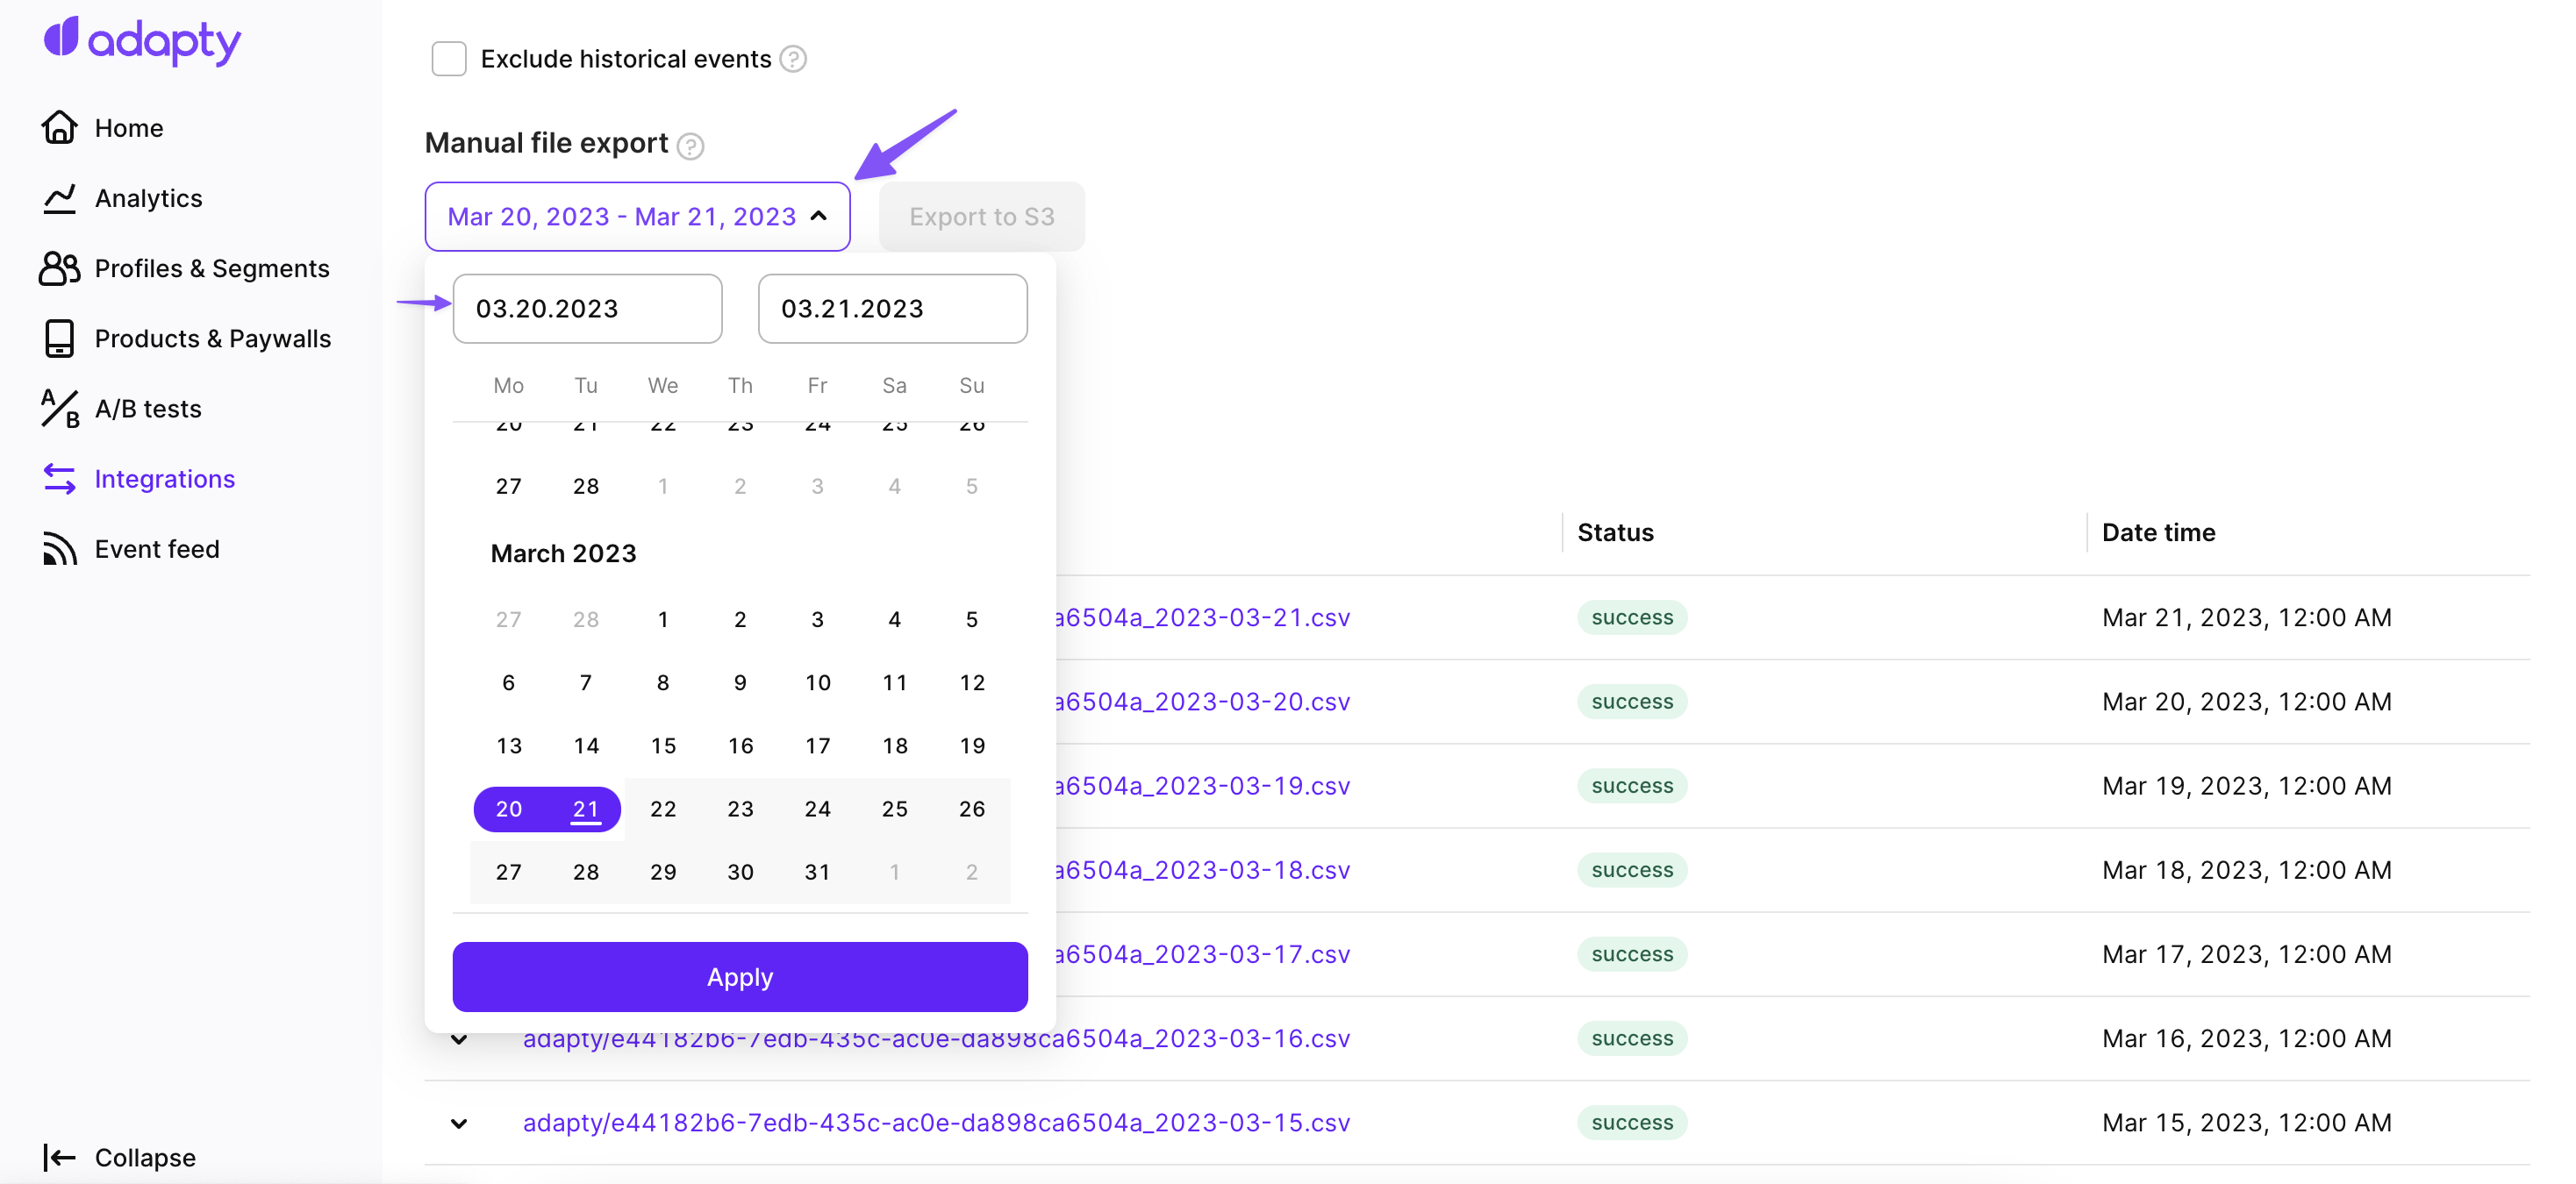 adapty
Home
Analytics
Profiles & Segments
Products & Paywalls
A/B tests
Integrations
Event feed
Collapse
Exclude historical events ?
Manual file export ?
Mar 20, 2023 - Mar 21, 2023
Export to S3
03.20.2023 03.21.2023
Mo Tu We Th Fr Sa Su
20 21 22 23 24 25 26
27 28 1 2 3 4 5
March 2023
27 28 1 2 3 4 5
6 7 8 9 10 11 12
13 14 15 16 17 18 19
20 21 22 23 24 25 26
27 28 29 30 31 1 2
Apply
Status Date time
a6504a_2023-03-21.csv success Mar 21, 2023, 12:00 AM
a6504a_2023-03-20.csv success Mar 20, 2023, 12:00 AM
a6504a_2023-03-19.csv success Mar 19, 2023, 12:00 AM
a6504a_2023-03-18.csv success Mar 18, 2023, 12:00 AM
a6504a_2023-03-17.csv success Mar 17, 2023, 12:00 AM
adapty/e44182b6-7edb-435c-ac0e-da898ca6504a_2023-03-16.csv success Mar 16, 2023, 12:00 AM
adapty/e44182b6-7edb-435c-ac0e-da898ca6504a_2023-03-15.csv success Mar 15, 2023, 12:00 AM